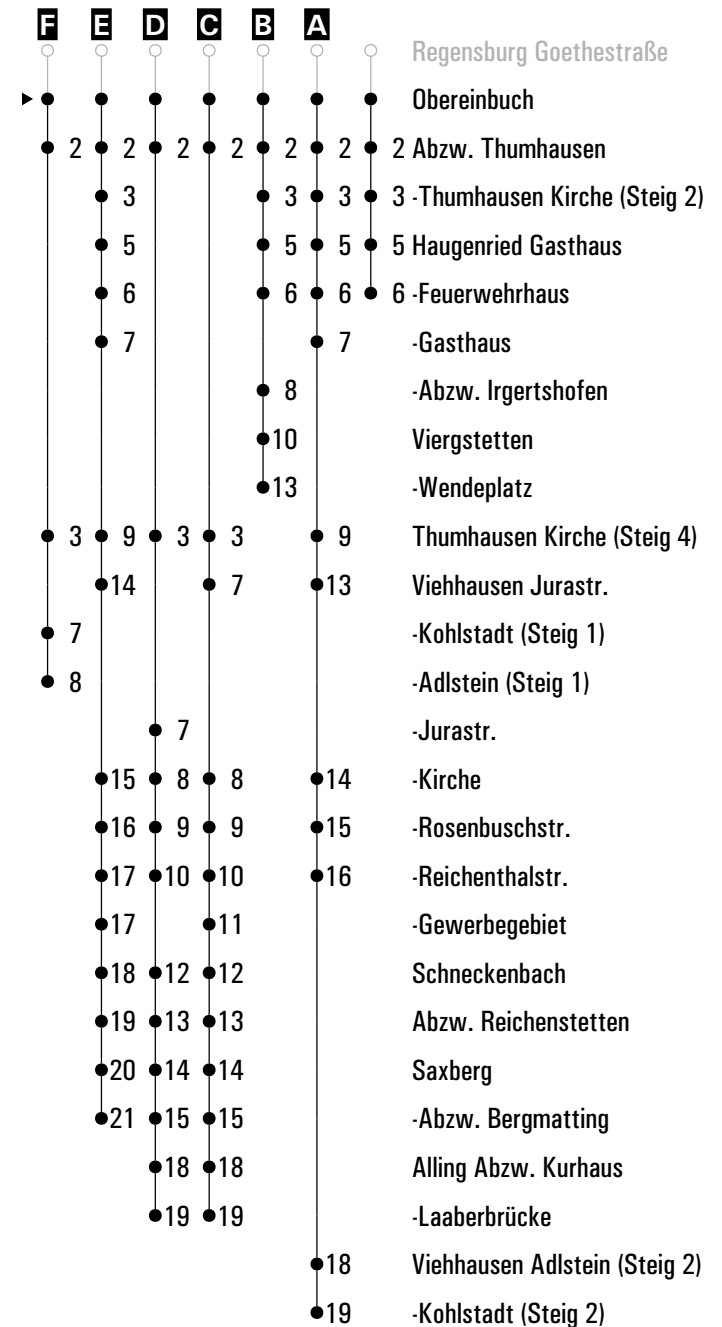 F E D C B A
Regensburg Goethestraße
Obereinbuch
2 2 2 2 2 2 2 Abzw. Thumhausen
3 3 3 3 -Thumhausen Kirche (Steig 2)
5 5 5 5 Haugenried Gasthaus
6 6 6 6 -Feuerwehrhaus
7 7 -Gasthaus
8 -Abzw. Irgertshofen
10 Viergstetten
13 -Wendeplatz
3 9 3 3 9 Thumhausen Kirche (Steig 4)
14 7 13 Viehhausen Jurastr.
7 -Kohlstadt (Steig 1)
8 -Adlstein (Steig 1)
7 -Jurastr.
15 8 8 14 -Kirche
16 9 9 15 -Rosenbuschstr.
17 10 10 16 -Reichenthalstr.
17 11 -Gewerbegebiet
18 12 12 Schneckenbach
19 13 13 Abzw. Reichenstetten
20 14 14 Saxberg
21 15 15 -Abzw. Bergmatting
18 18 Alling Abzw. Kurhaus
19 19 -Laaberbrücke
18 Viehhausen Adlstein (Steig 2)
19 -Kohlstadt (Steig 2)